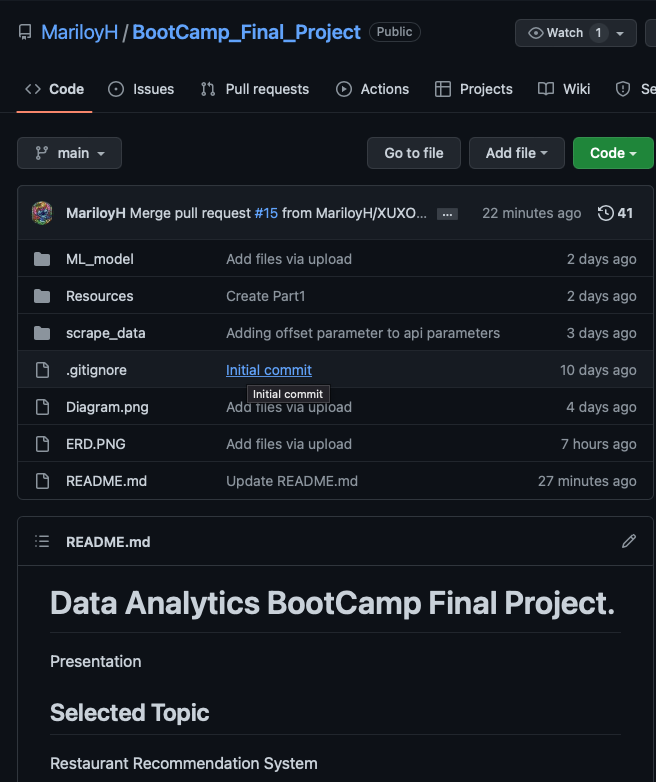 MariloyH / BootCamp_Final_Project Public Watch 1
Code Issues Pull requests Actions Projects Wiki Se
main Go to file Add file Code
MariloyH Merge pull request #15 from MariloyH/XUXO... ... 22 minutes ago 41
ML_model Add files via upload 2 days ago
Resources Create Part1 2 days ago
scrape_data Adding offset parameter to api parameters 3 days ago
.gitignore Initial commit 10 days ago
Initial commit
Diagram.png Add files via upload 4 days ago
ERD.PNG Add files via upload 7 hours ago
README.md Update README.md 27 minutes ago
README.md
Data Analytics BootCamp Final Project.
Presentation
Selected Topic
Restaurant Recommendation System